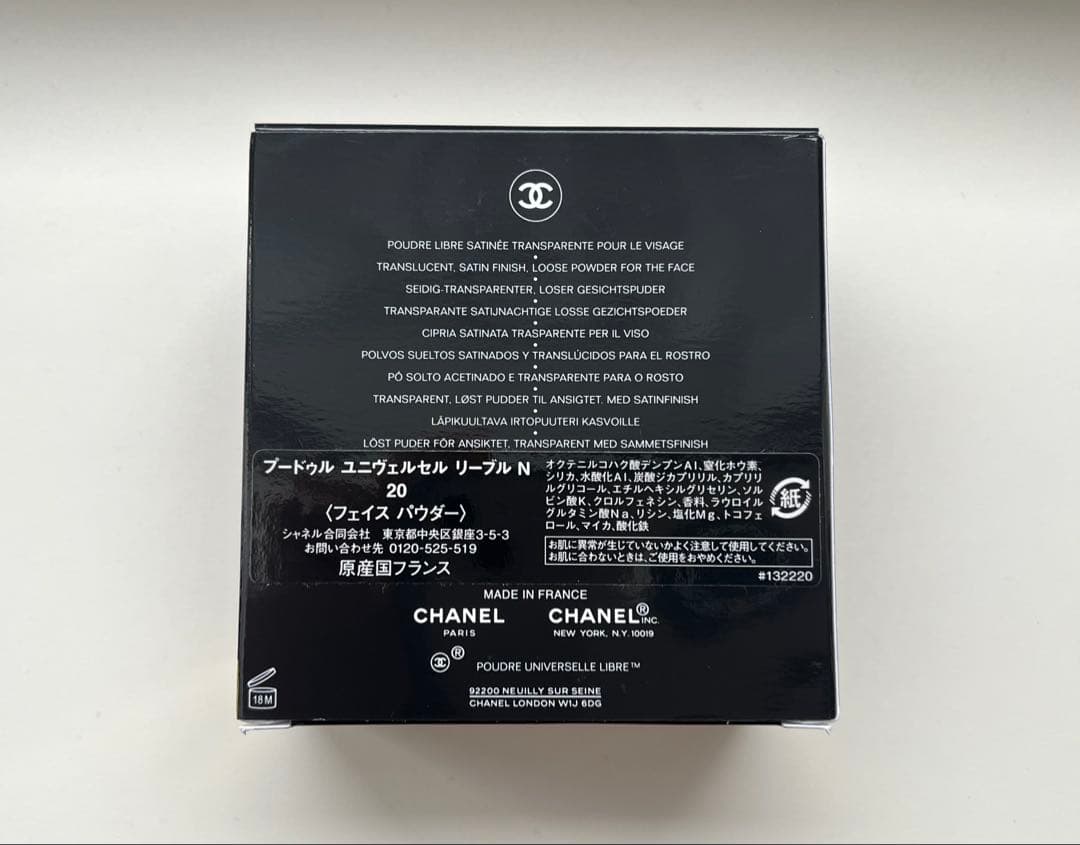 POUDRE LIBRE SATINÉE TRANSPARENTE POUR LE VISAGE
•
TRANSLUCENT, SATIN FINISH, LOOSE POWDER FOR THE FACE
•
SEIDIG-TRANSPARENTER, LOSER GESICHTSPUDER
•
TRANSPARANTE SATIJNACHTIGE LOSSE GEZICHTSPOEDER
•
CIPRIA SATINATA TRASPARENTE PER IL VISO
•
POLVOS SUELTOS SATINADOS Y TRANSLÚCIDOS PARA EL ROSTRO
•
PÓ SOLTO ACETINADO E TRANSPARENTE PARA O ROSTO
•
TRANSPARENT, LØST PUDDER TIL ANSIGTET. MED SATINFINISH
•
LÄPIKUULTAVA IRTOPUUTERI KASVOILLE
•
LÖST PUDER FÖR ANSIKTET, TRANSPARENT MED SAMMETSFINISH
プードゥル ユニヴェルセル リーブル N
20
〈フェイス パウダー〉
シャネル合同会社 東京都中央区銀座3-5-3
お問い合わせ先 0120-525-519
原産国フランス
オクテニルコハク酸デンプンAl、窒化ホウ素、
シリカ、水酸化Al、炭酸ジカプリリル、カプリリ
ルグリコール、エチルヘキシルグリセリン、ソル
ビン酸K、クロルフェネシン、香料、ラウロイル
グルタミン酸Na、リシン、塩化Mg、トコフェ
ロール、マイカ、酸化鉄
紙
お肌に異常が生じていないかよく注意して使用してください。
お肌に合わないときは、ご使用をおやめください。
#132220
MADE IN FRANCE
CHANEL
PARIS
CHANEL® INC.
NEW YORK, N.Y. 10019
®
POUDRE UNIVERSELLE LIBRE™
92200 NEUILLY SUR SEINE
CHANEL LONDON W1J 6DG
18M